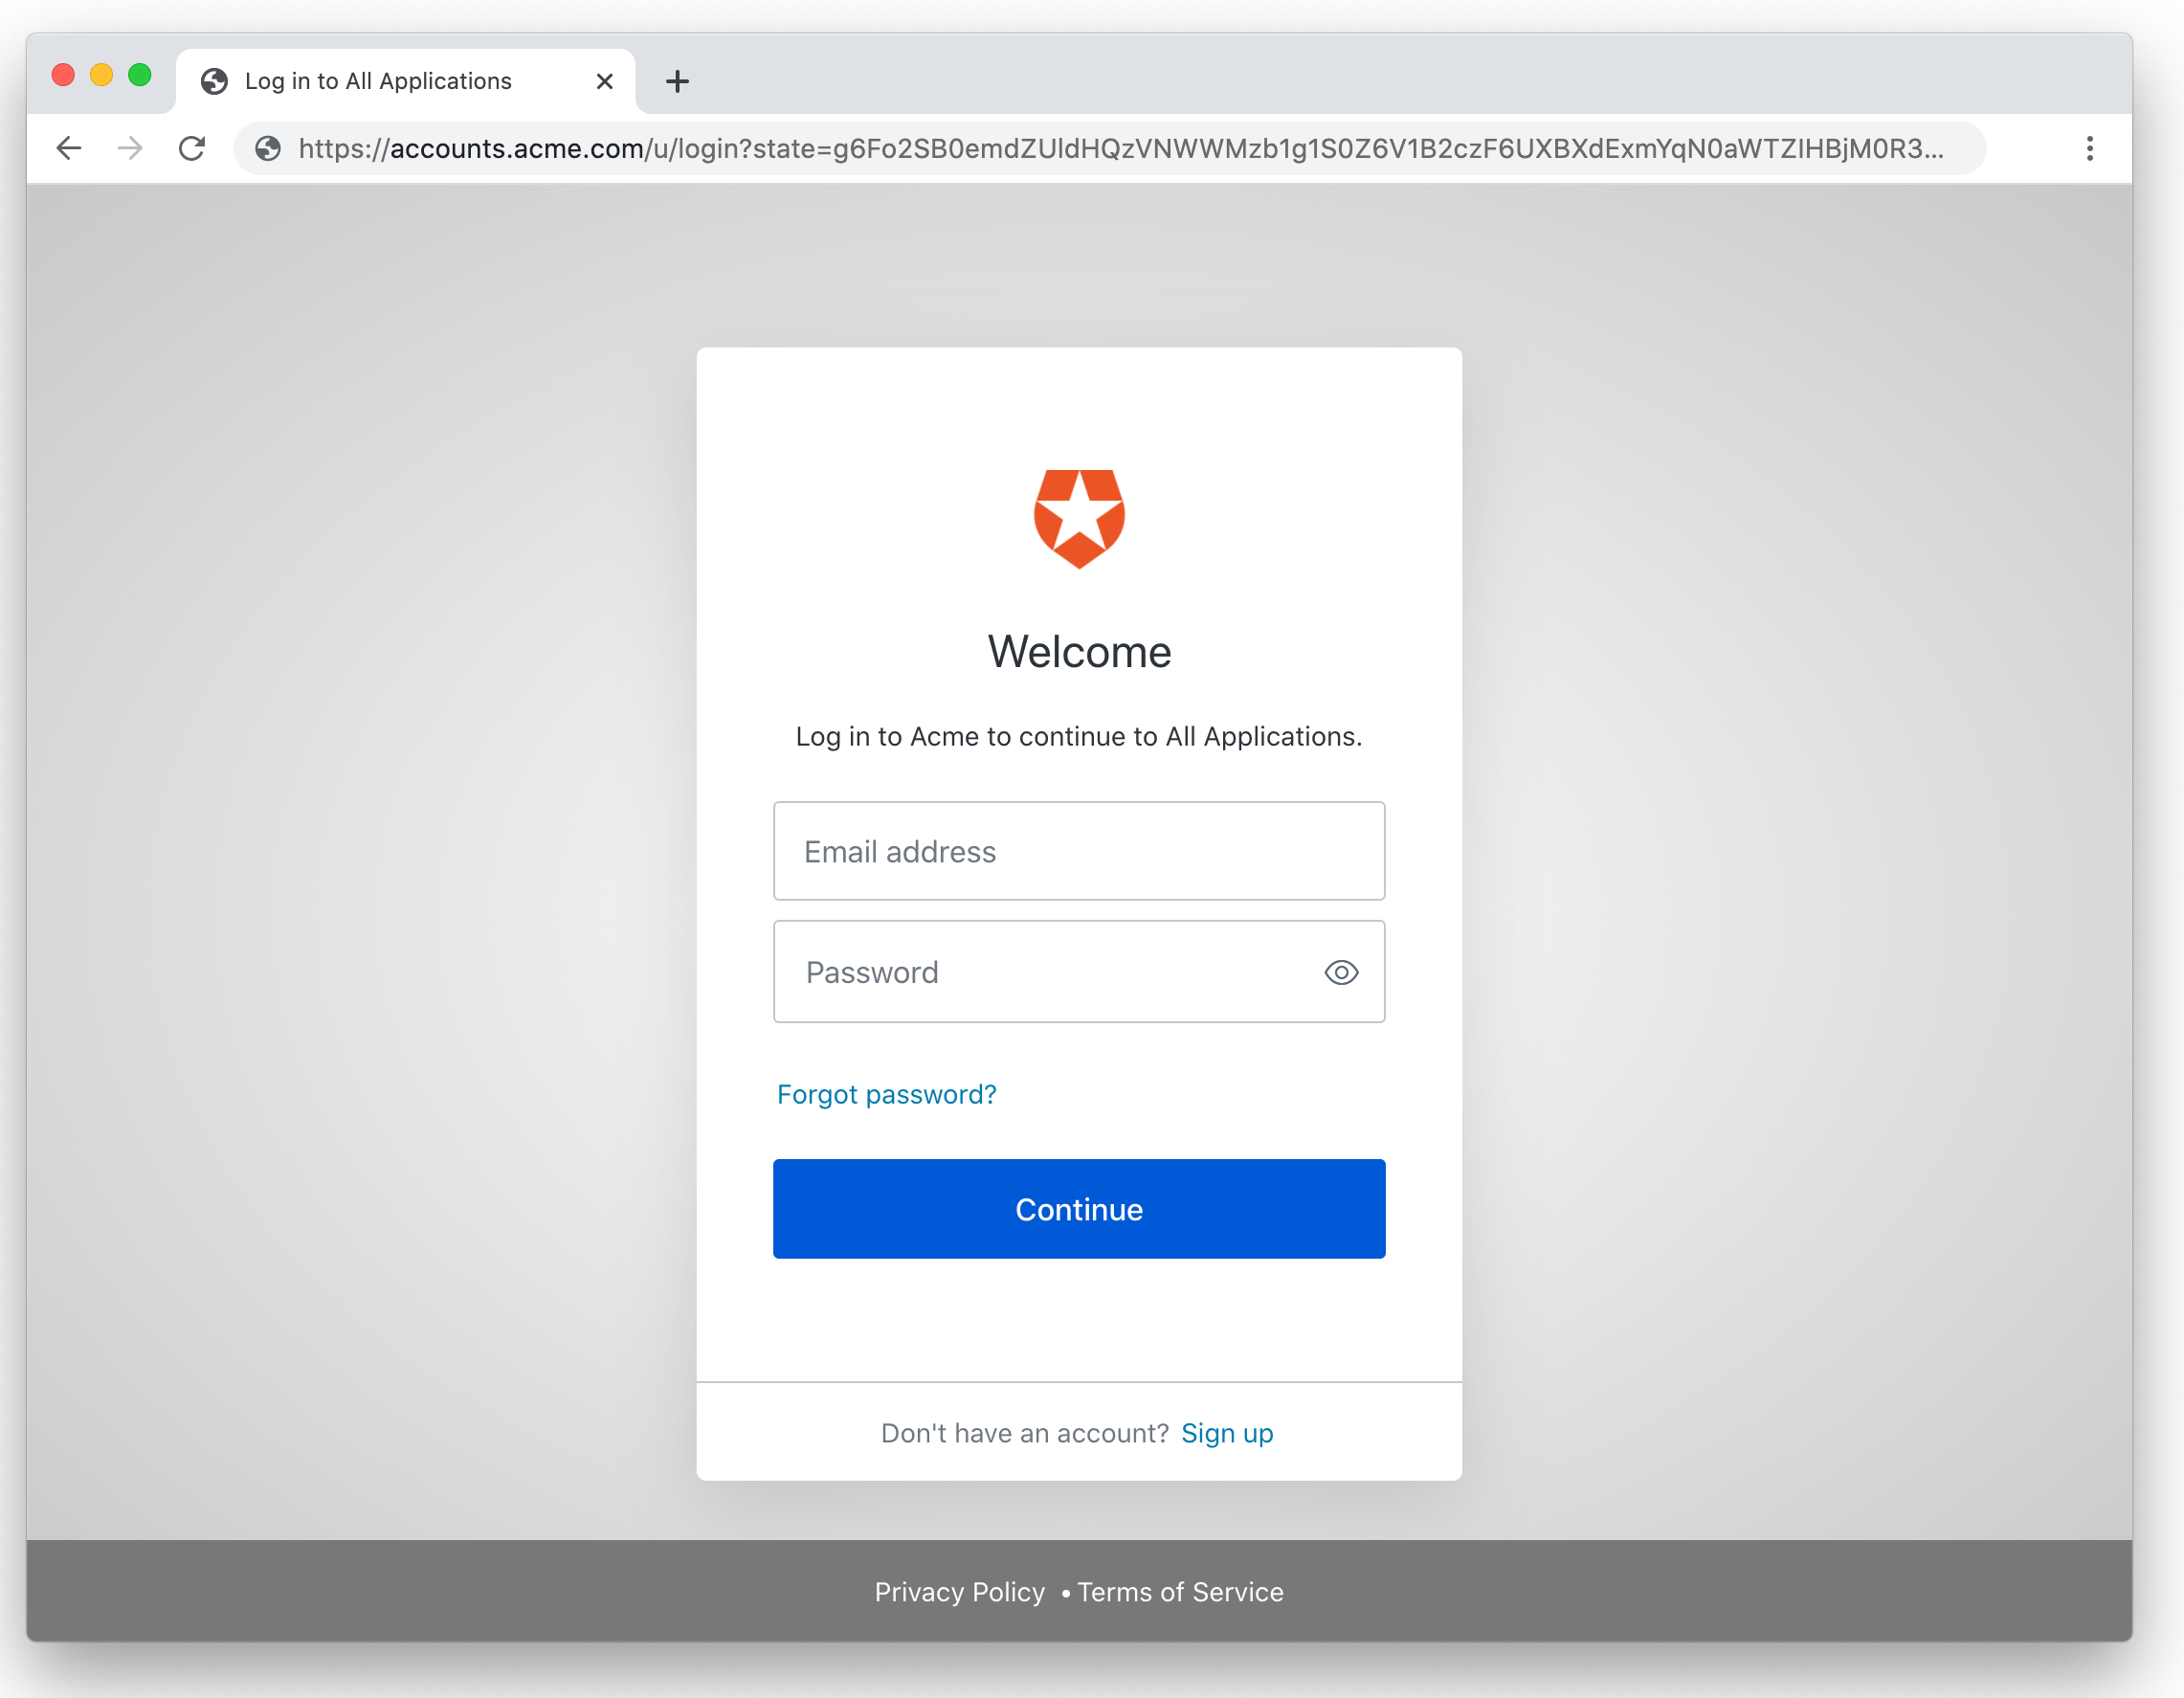 Log in to All Applications
https://accounts.acme.com/u/login?state=g6Fo2SB0emdZUldHQzVNWWMzb1g1S0Z6V1B2czF6UXBXdExmYqN0aWTZIHBjM0R3...
Welcome
Log in to Acme to continue to All Applications.
Email address
Password
Forgot password?
Continue
Don't have an account? Sign up
Privacy Policy • Terms of Service